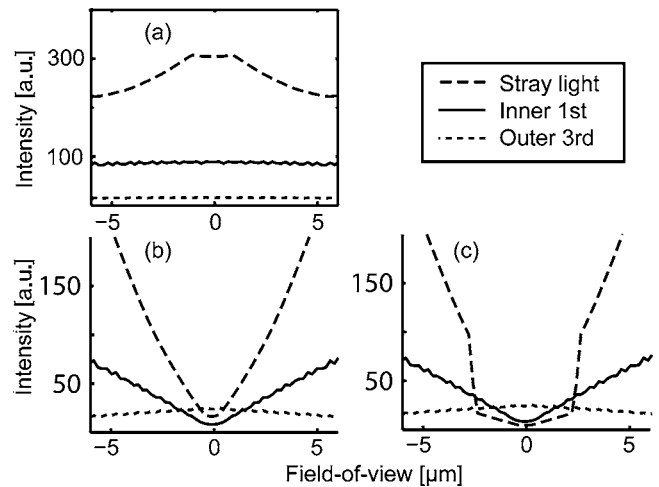 (a)
300
100
Intensity [a.u.]
−5
0
5
Stray light
Inner 1st
Outer 3rd
(b)
150
50
Intensity [a.u.]
−5
0
5
(c)
150
50
−5
0
5
Field-of-view [µm]